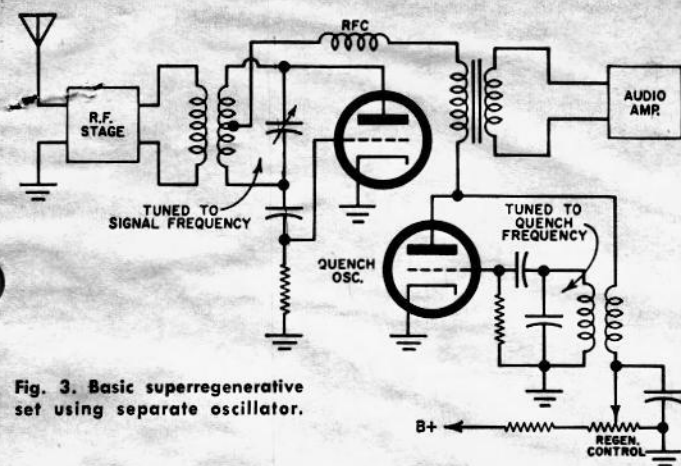 RFC
R.F.
STAGE
AUDIO
AMP.
TUNED TO
SIGNAL FREQUENCY
TUNED TO
QUENCH
FREQUENCY
QUENCH
OSC.
Fig. 3. Basic superregenerative
set using separate oscillator.
B+
REGEN.
CONTROL